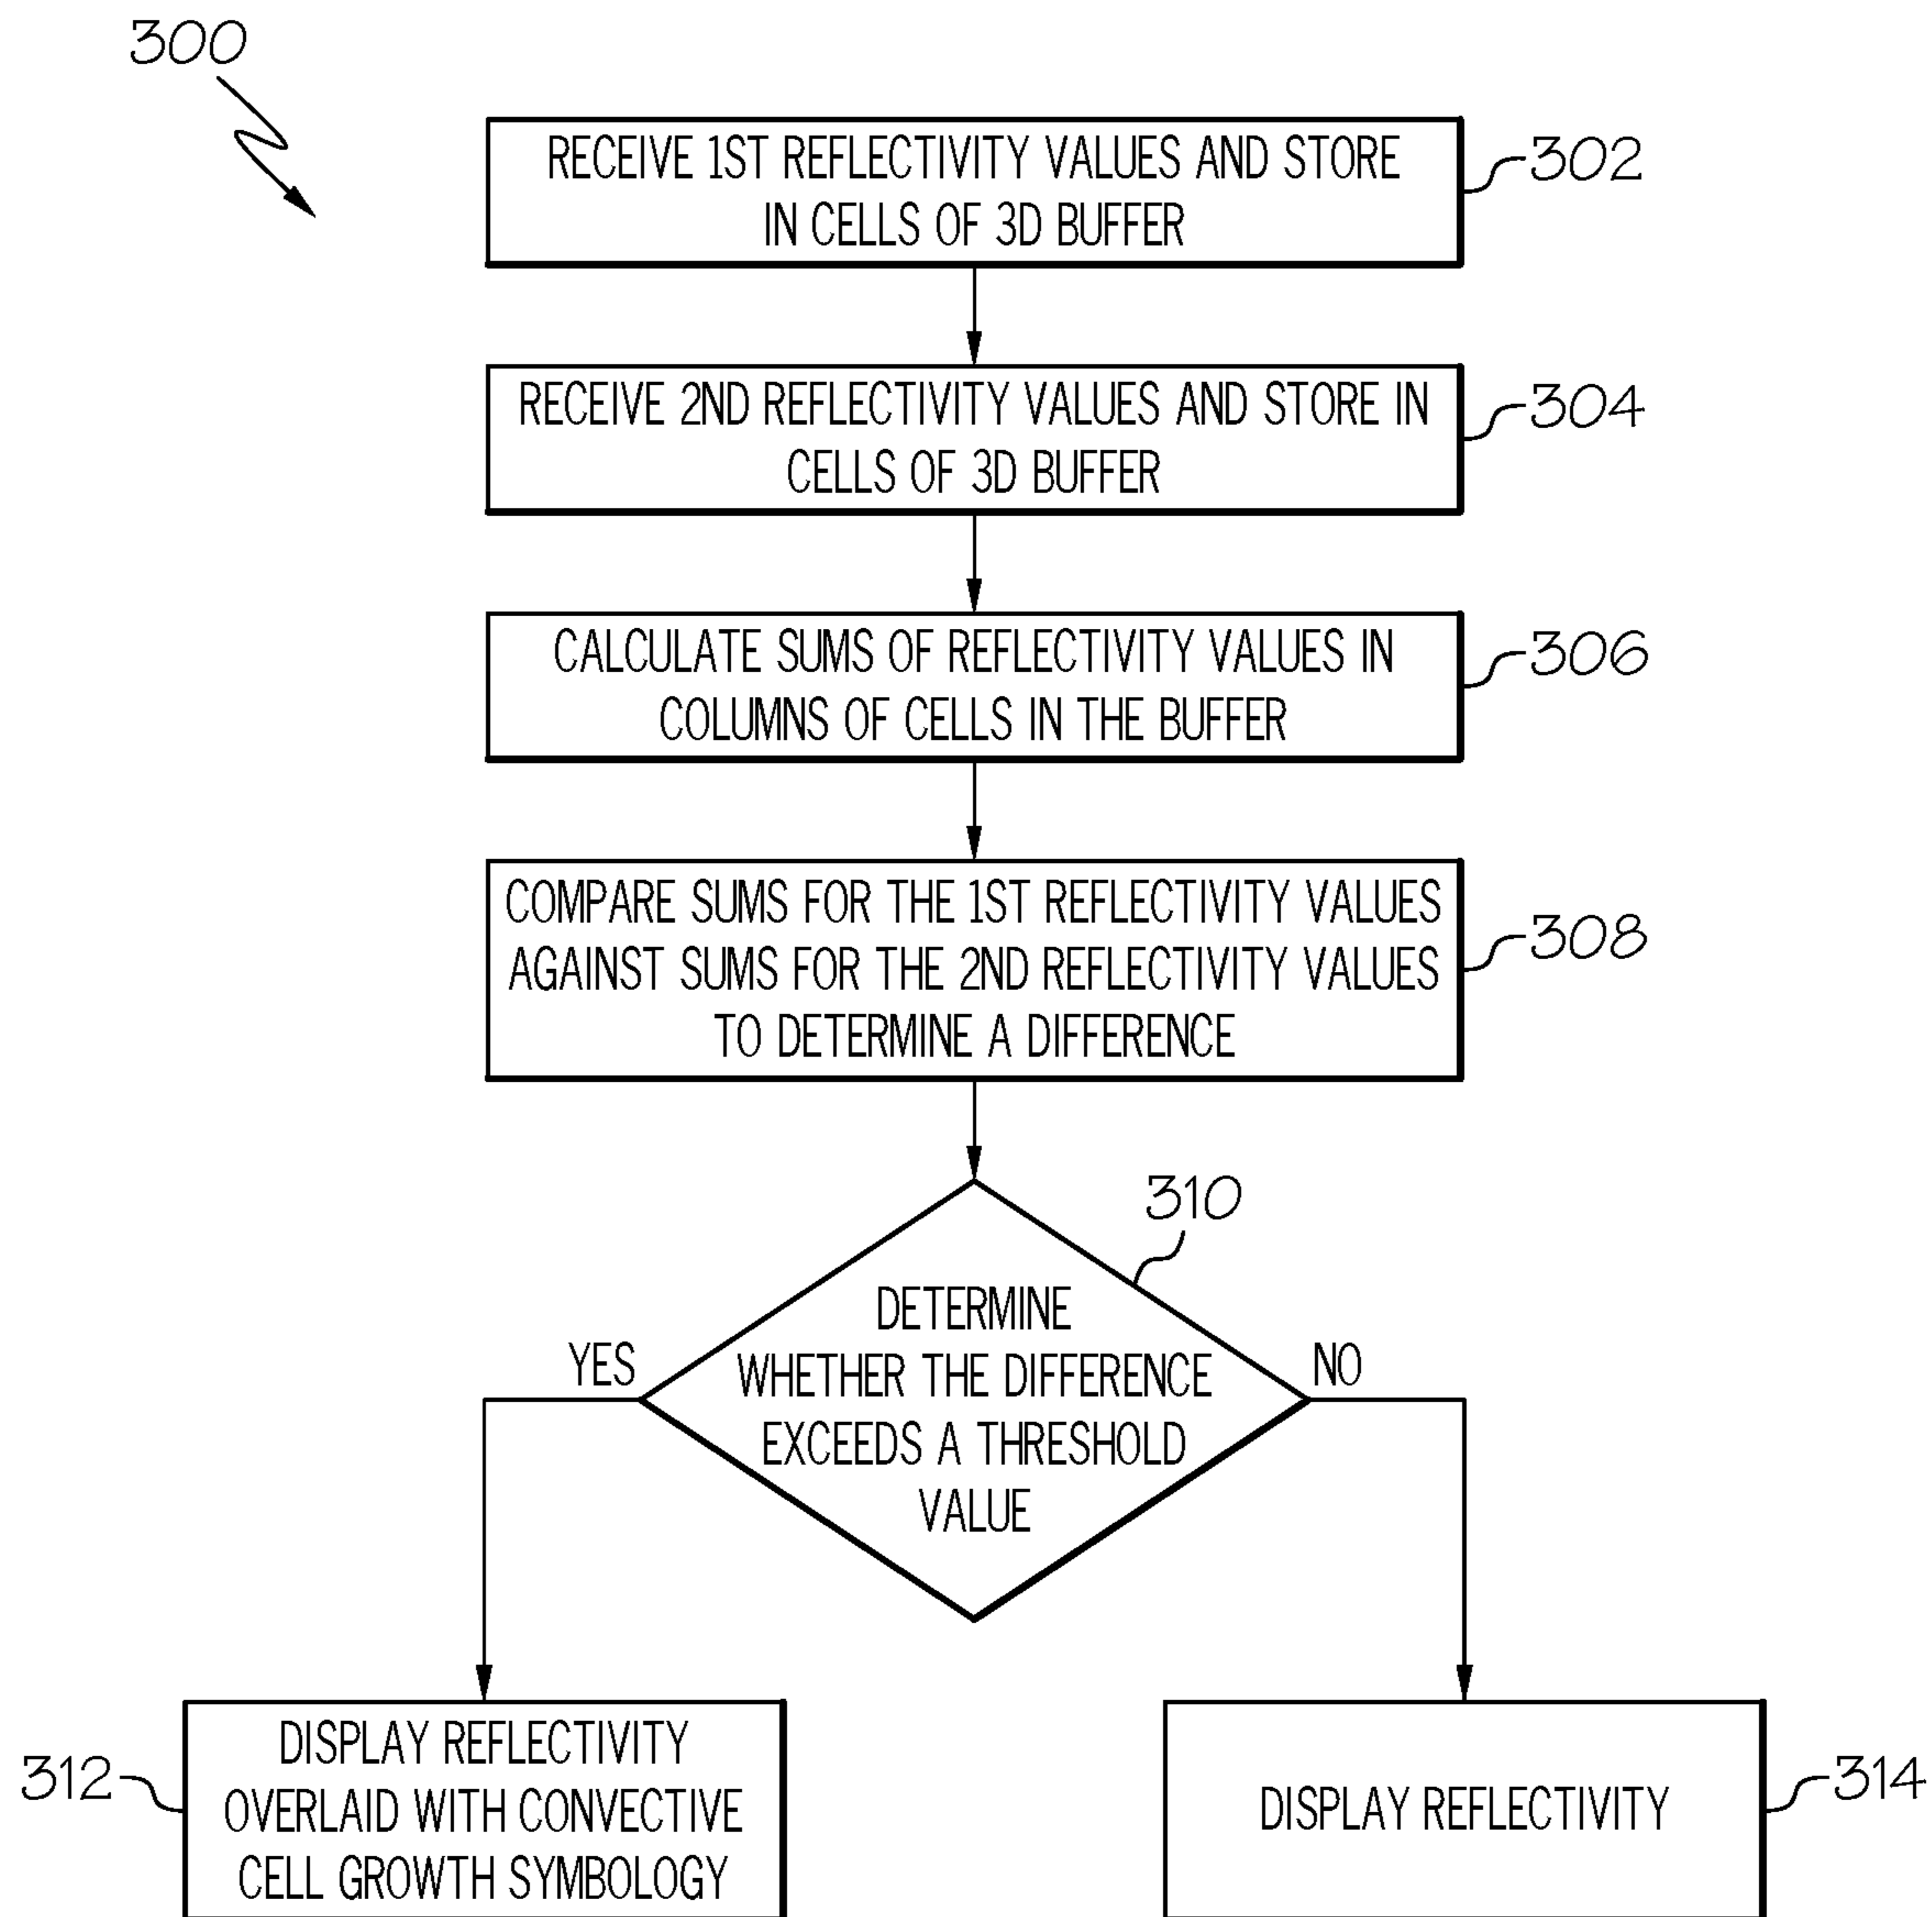 300
RECEIVE 1ST REFLECTIVITY VALUES AND STORE
IN CELLS OF 3D BUFFER
302
RECEIVE 2ND REFLECTIVITY VALUES AND STORE IN
CELLS OF 3D BUFFER
304
CALCULATE SUMS OF REFLECTIVITY VALUES IN
COLUMNS OF CELLS IN THE BUFFER
306
COMPARE SUMS FOR THE 1ST REFLECTIVITY VALUES
AGAINST SUMS FOR THE 2ND REFLECTIVITY VALUES
TO DETERMINE A DIFFERENCE
308
310
DETERMINE
WHETHER THE DIFFERENCE
EXCEEDS A THRESHOLD
VALUE
YES
NO
312
DISPLAY REFLECTIVITY
OVERLAID WITH CONVECTIVE
CELL GROWTH SYMBOLOGY
DISPLAY REFLECTIVITY
314